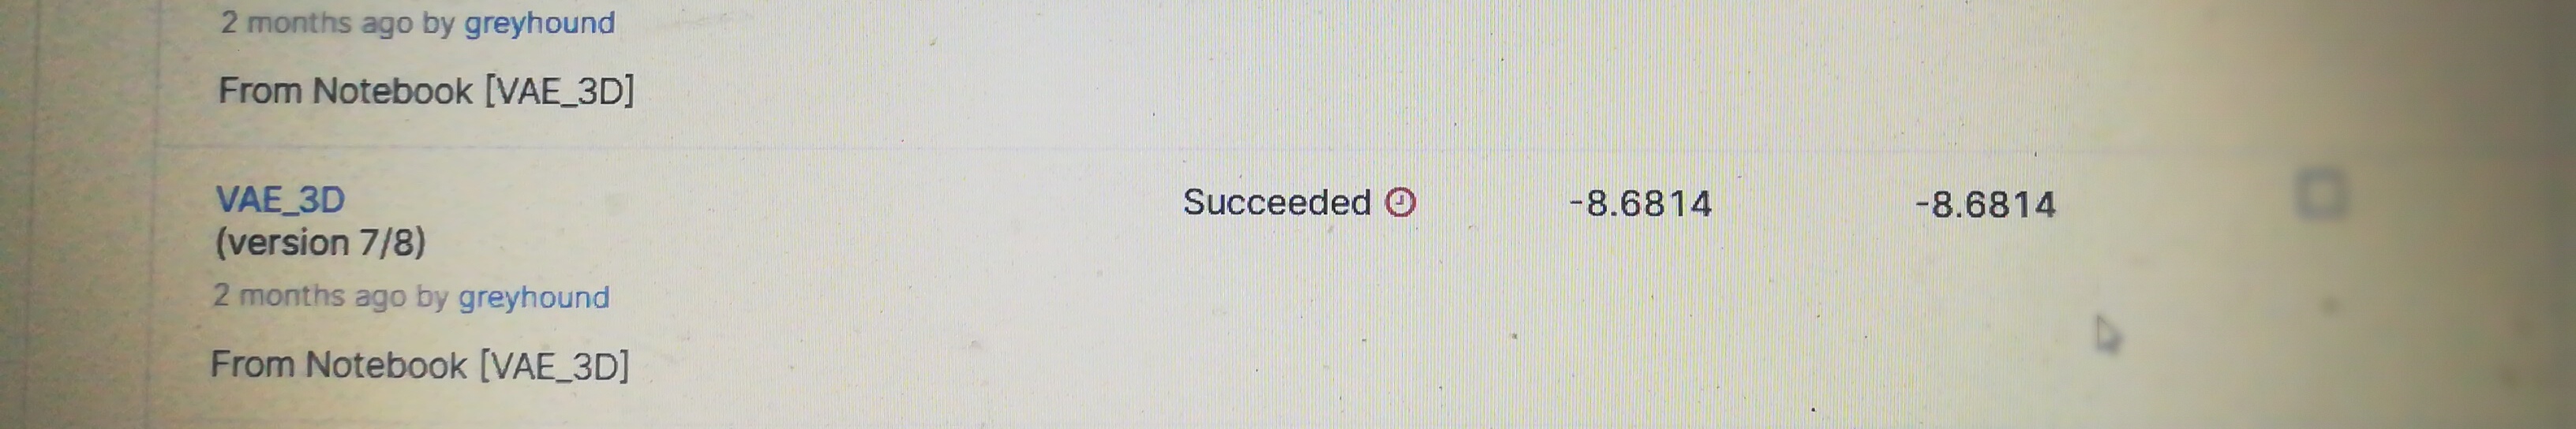 2 months ago by greyhound
From Notebook [VAE_3D]
VAE_3D
Succeeded -8.6814 -8.6814
(version 7/8)
2 months ago by greyhound
From Notebook [VAE_3D]